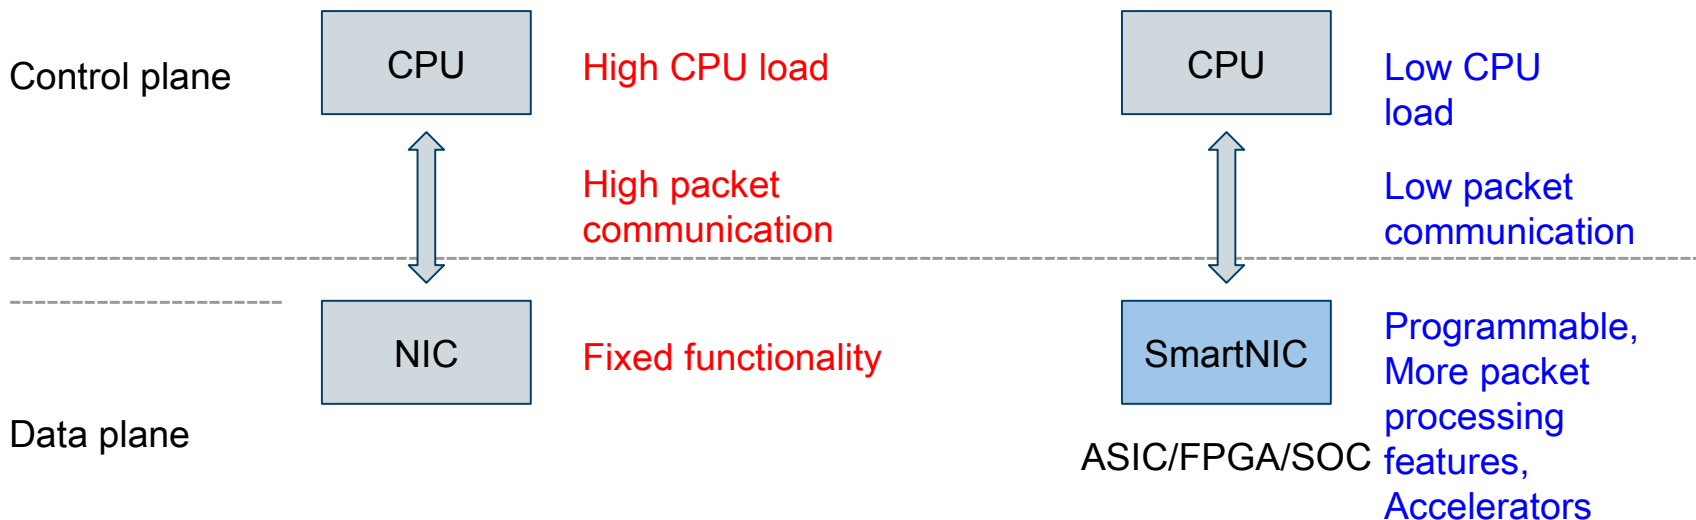 Control plane
CPU
High CPU load
High packet
communication
CPU
Low CPU
load
Low packet
communication
Data plane
NIC
Fixed functionality
SmartNIC
ASIC/FPGA/SOC
Programmable,
More packet
processing
features,
Accelerators